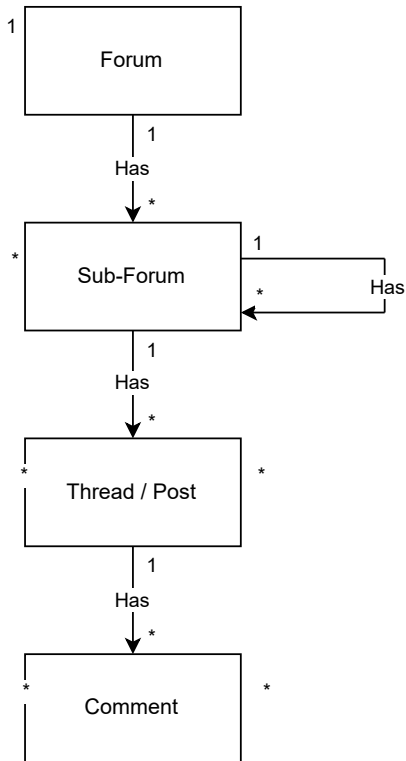 1
Forum
1
Has
*
*
Sub-Forum
1
*
Has
1
Has
*
*
Thread / Post
*
1
Has
*
*
Comment
*